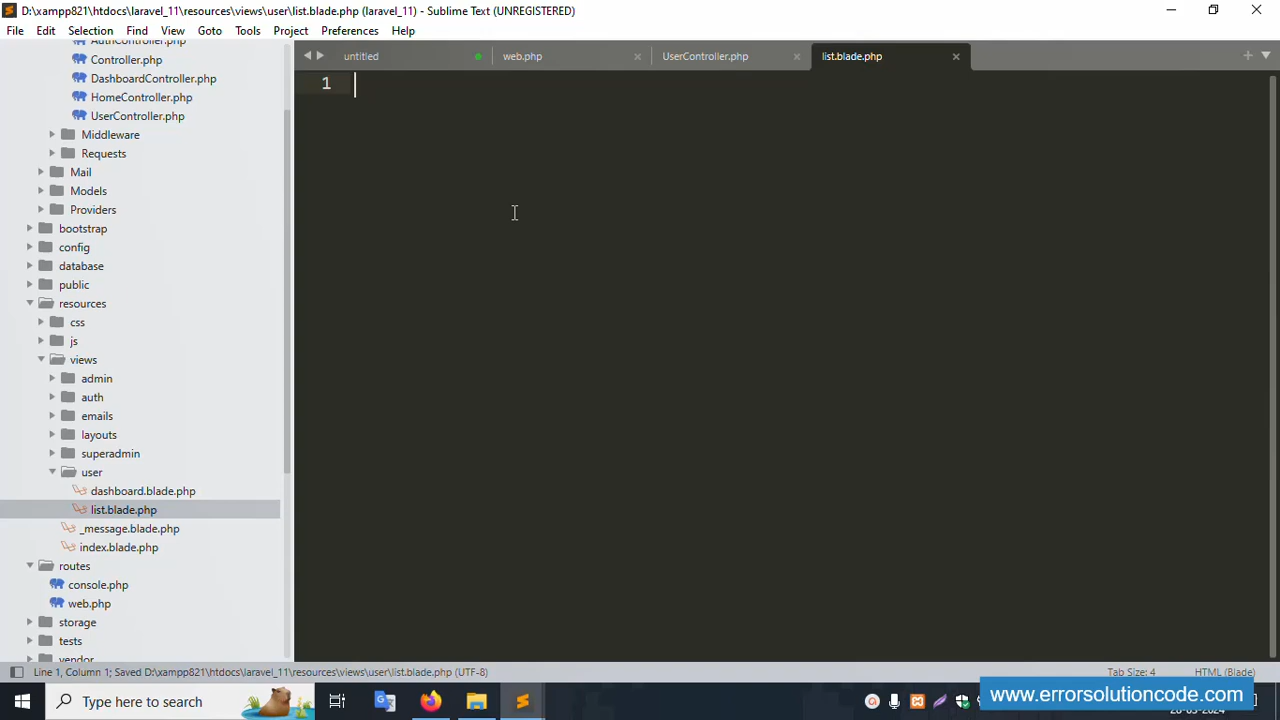 D:\xampp821\htdocs\laravel_11\resources\views\user\list.blade.php (laravel_11) - Sublime Text (UNREGISTERED)
File Edit Selection Find View Goto Tools Project Preferences Help
untitled web.php UserController.php list.blade.php
AuthController.php
Controller.php
DashboardController.php
HomeController.php
UserController.php
Middleware
Requests
Mail
Models
Providers
bootstrap
config
database
public
resources
css
js
views
admin
auth
emails
layouts
superadmin
user
dashboard.blade.php
list.blade.php
_message.blade.php
index.blade.php
routes
console.php
web.php
storage
tests
vendor
1
Line 1, Column 1; Saved D:\xampp821\htdocs\laravel_11\resources\views\user\list.blade.php (UTF-8) Tab Size: 4 HTML (Blade)
Type here to search
www.errorsolutioncode.com